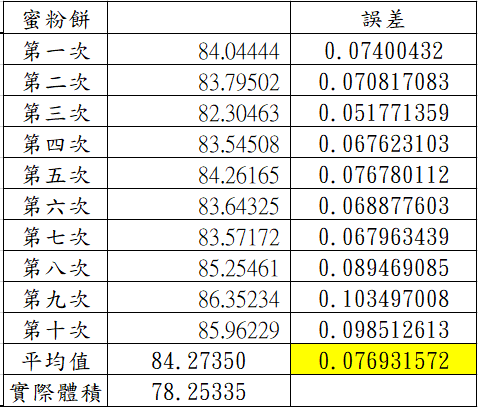 蜜粉餅 誤差
第一次 84.04444 0.07400432
第二次 83.79502 0.070817083
第三次 82.30463 0.051771359
第四次 83.54508 0.067623103
第五次 84.26165 0.076780112
第六次 83.64325 0.068877603
第七次 83.57172 0.067963439
第八次 85.25461 0.089469085
第九次 86.35234 0.103497008
第十次 85.96229 0.098512613
平均值 84.27350 0.076931572
實際體積 78.25335